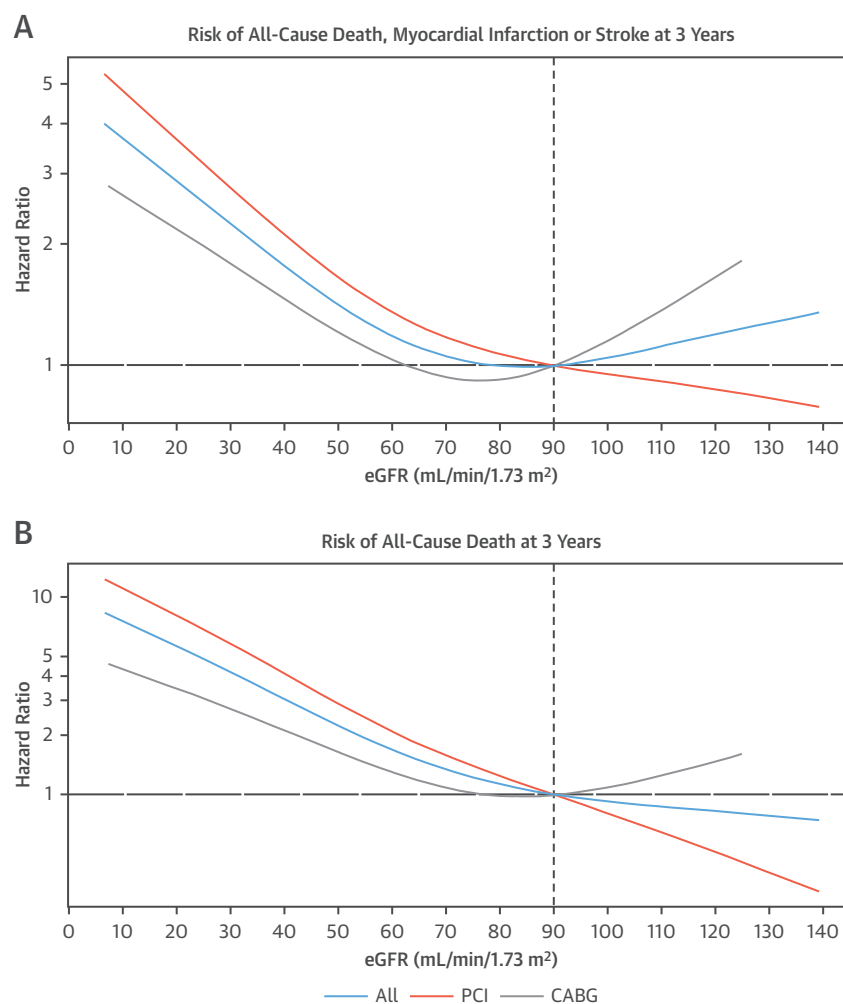 A
Risk of All-Cause Death, Myocardial Infarction or Stroke at 3 Years
5
4
3
2
1
Hazard Ratio
0 10 20 30 40 50 60 70 80 90 100 110 120 130 140
eGFR (mL/min/1.73 m²)
B
Risk of All-Cause Death at 3 Years
10
5
4
3
2
1
Hazard Ratio
0 10 20 30 40 50 60 70 80 90 100 110 120 130 140
eGFR (mL/min/1.73 m²)
All PCI CABG